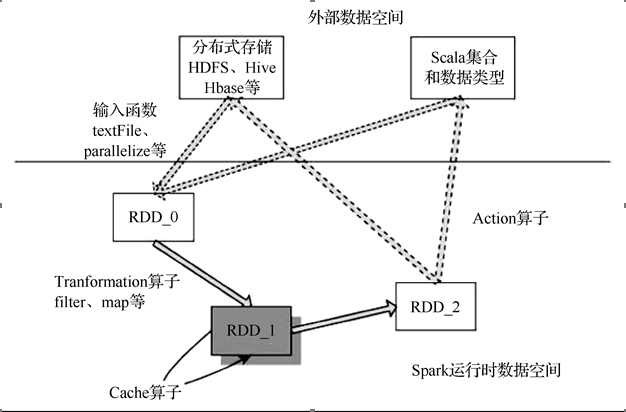 外部数据空间
分布式存储
HDFS、Hive
Hbase等
Scala集合
和数据类型
输入函数
textFile、
parallelize等
RDD_0
Action算子
Tranformation算子
filter、map等
RDD_1
RDD_2
Cache算子
Spark运行时数据空间